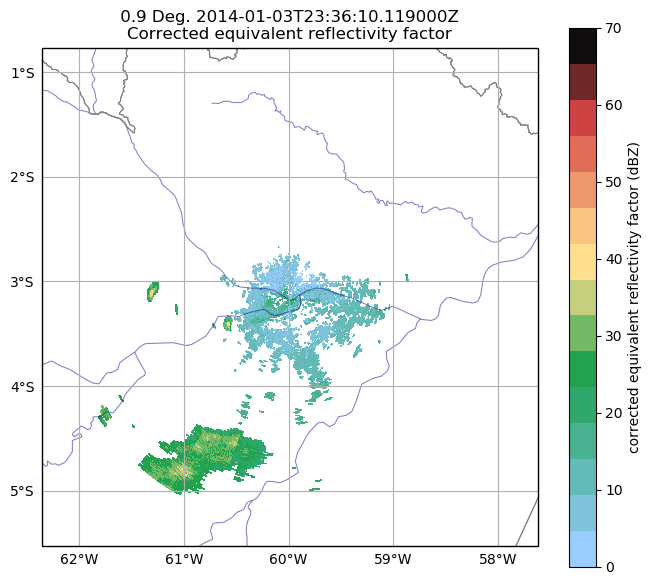 0.9 Deg. 2014-01-03T23:36:10.119000Z
Corrected equivalent reflectivity factor
1°S
2°S
3°S
4°S
5°S
62°W
61°W
60°W
59°W
58°W
70
60
50
40
30
20
10
0
corrected equivalent reflectivity factor (dBZ)